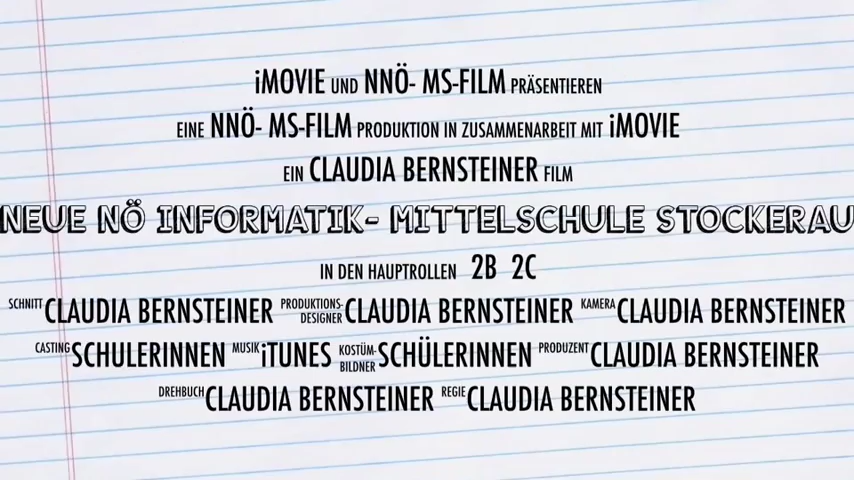 iMOVIE UND NNÖ- MS-FILM PRÄSENTIEREN
EINE NNÖ- MS-FILM PRODUKTION IN ZUSAMMENARBEIT MIT iMOVIE
EIN CLAUDIA BERNSTEINER FILM
NEUE NÖ INFORMATIK- MITTELSCHULE STOCKERAU
IN DEN HAUPTROLLEN 2B 2C
SCHNITT CLAUDIA BERNSTEINER PRODUKTIONS-DESIGNER CLAUDIA BERNSTEINER KAMERA CLAUDIA BERNSTEINER
CASTING SCHULERINNEN MUSIK iTUNES KOSTÜM-BILDNER SCHÜLERINNEN PRODUZENT CLAUDIA BERNSTEINER
DREHBUCH CLAUDIA BERNSTEINER REGIE CLAUDIA BERNSTEINER